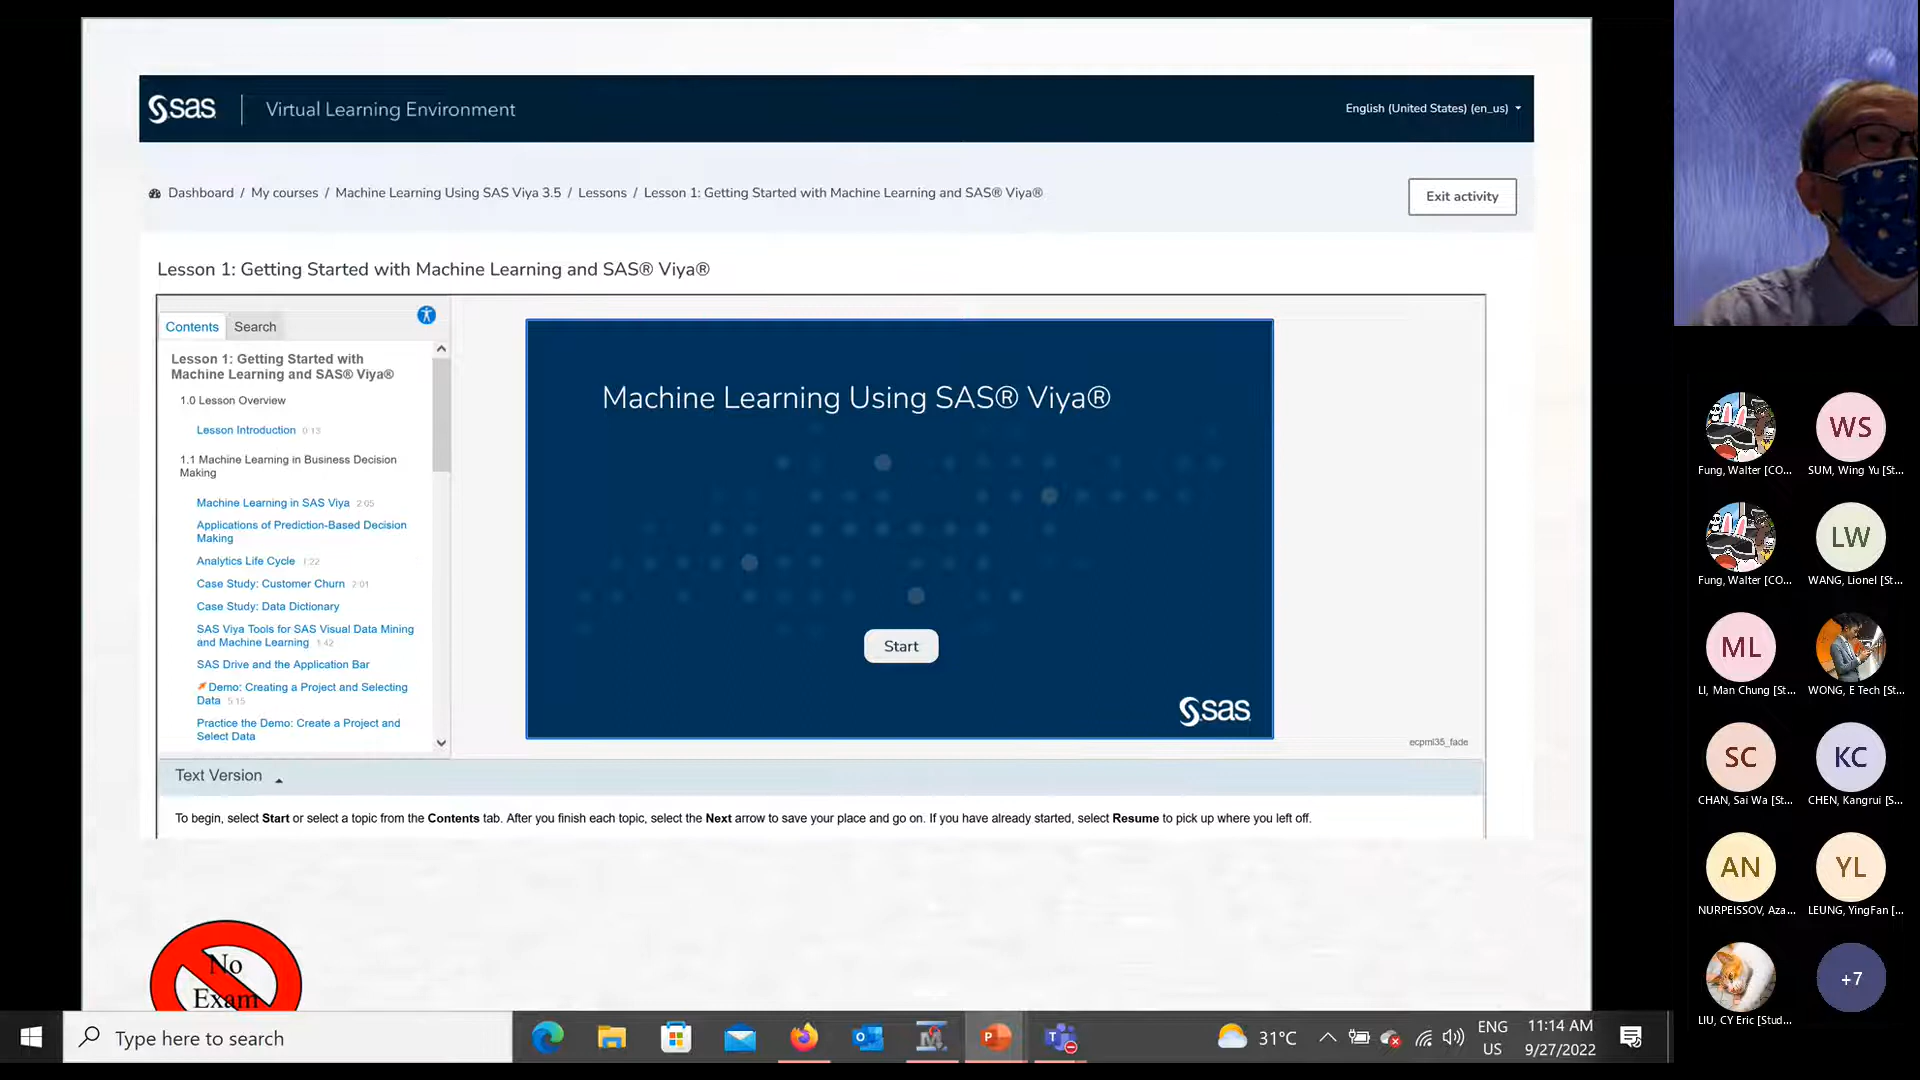 sas
Virtual Learning Environment
English (United States) (en_us)
Dashboard / My courses / Machine Learning Using SAS Viya 3.5 / Lessons / Lesson 1: Getting Started with Machine Learning and SAS® Viya®
Exit activity
Lesson 1: Getting Started with Machine Learning and SAS® Viya®
Contents
Search
Lesson 1: Getting Started with
Machine Learning and SAS® Viya®
1.0 Lesson Overview
Lesson Introduction 0:13
1.1 Machine Learning in Business Decision
Making
Machine Learning in SAS Viya 2:05
Applications of Prediction-Based Decision
Making
Analytics Life Cycle 1:22
Case Study: Customer Churn 2:01
Case Study: Data Dictionary
SAS Viya Tools for SAS Visual Data Mining
and Machine Learning 1:42
SAS Drive and the Application Bar
Demo: Creating a Project and Selecting
Data 5:15
Practice the Demo: Create a Project and
Select Data
Machine Learning Using SAS® Viya®
Start
sas
ecpml35_fade
Text Version
To begin, select Start or select a topic from the Contents tab. After you finish each topic, select the Next arrow to save your place and go on. If you have already started, select Resume to pick up where you left off.
No
Exam
Type here to search
31°C
ENG
US
11:14 AM
9/27/2022
Fung, Walter [CO...
WS
SUM, Wing Yu [St...
Fung, Walter [CO...
LW
WANG, Lionel [St...
ML
LI, Man Chung [St...
WONG, E Tech [St...
SC
CHAN, Sai Wa [St...
KC
CHEN, Kangrui [S...
AN
NURPEISSOV, Aza...
YL
LEUNG, YingFan [...
LIU, CY Eric [Stud...
+7